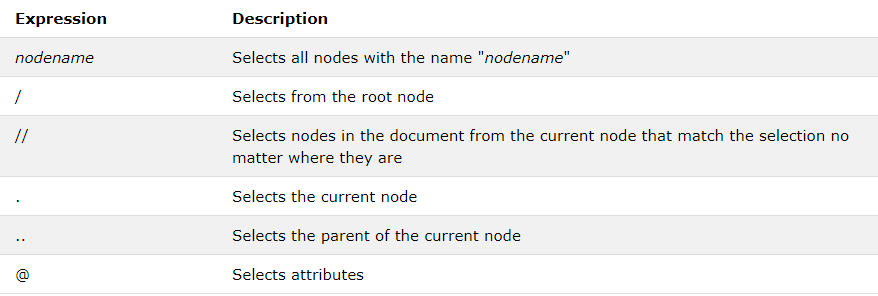 Expression Description
nodename Selects all nodes with the name "nodename"
/ Selects from the root node
// Selects nodes in the document from the current node that match the selection no
matter where they are
. Selects the current node
.. Selects the parent of the current node
@ Selects attributes